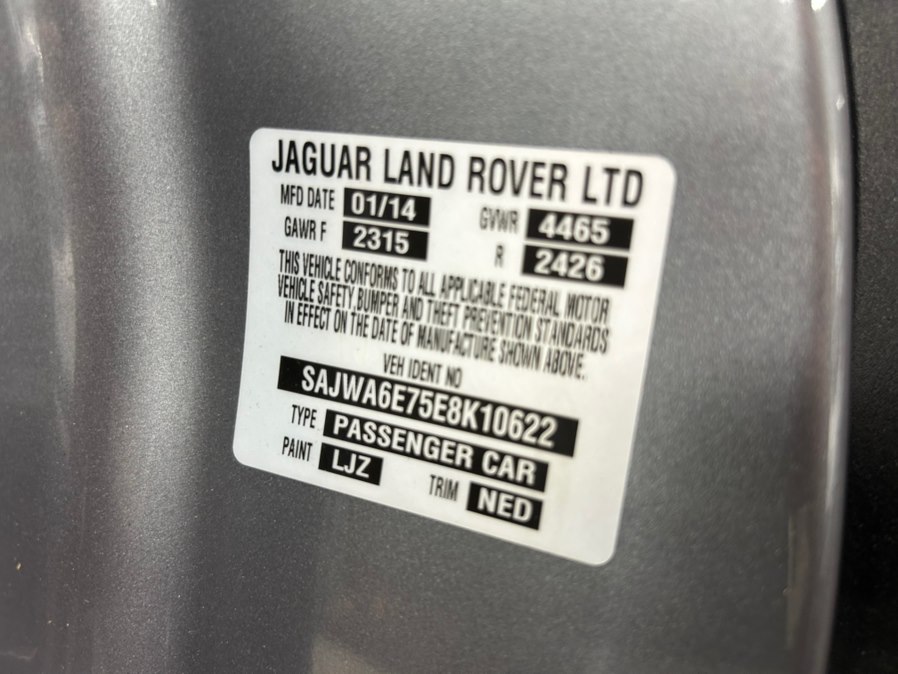 JAGUAR LAND ROVER LTD
MFD DATE 01/14 GVWR 4465
GAWR F 2315 R 2426
THIS VEHICLE CONFORMS TO ALL APPLICABLE FEDERAL MOTOR
VEHICLE SAFETY,BUMPER AND THEFT PREVENTION STANDARDS
IN EFFECT ON THE DATE OF MANUFACTURE SHOWN ABOVE.
VEH IDENT NO
SAJWA6E75E8K10622
TYPE PASSENGER CAR
PAINT LJZ TRIM NED